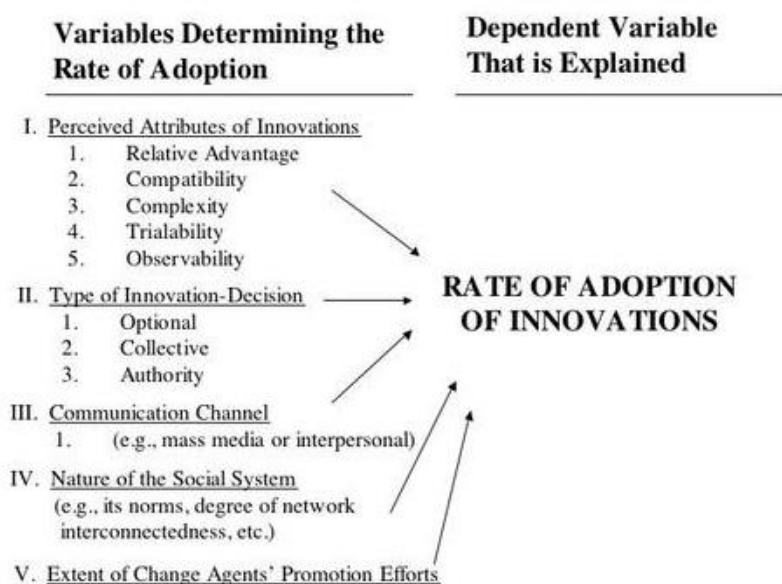 Variables Determining the
Rate of Adoption
Dependent Variable
That is Explained
I. Perceived Attributes of Innovations
1. Relative Advantage
2. Compatibility
3. Complexity
4. Trialability
5. Observability
II. Type of Innovation-Decision
1. Optional
2. Collective
3. Authority
III. Communication Channel
1. (e.g., mass media or interpersonal)
IV. Nature of the Social System
(e.g., its norms, degree of network
interconnectedness, etc.)
V. Extent of Change Agents' Promotion Efforts
RATE OF ADOPTION
OF INNOVATIONS